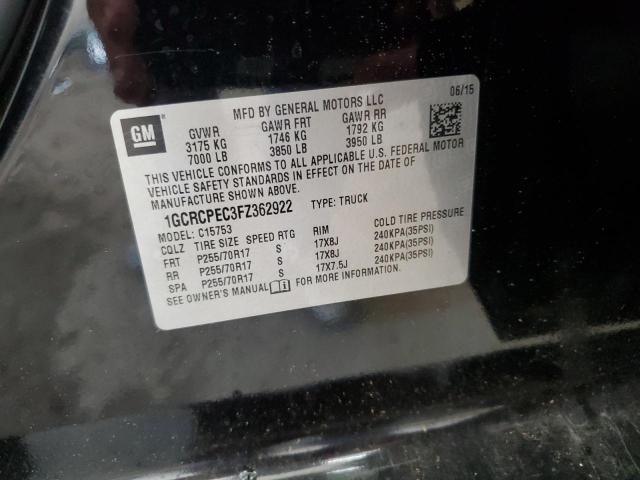 MFD BY GENERAL MOTORS LLC 06/15
GM
GVWR GAWR FRT GAWR RR
3175 KG 1746 KG 1792 KG
7000 LB 3850 LB 3950 LB
THIS VEHICLE CONFORMS TO ALL APPLICABLE U.S. FEDERAL MOTOR
VEHICLE SAFETY STANDARDS IN EFFECT ON THE DATE OF
MANUFACTURE SHOWN ABOVE.
1GCRCPEC3FZ362922 TYPE: TRUCK
MODEL: C15753
CQLZ TIRE SIZE SPEED RTG RIM COLD TIRE PRESSURE
FRT P255/70R17 S 17X8J 240KPA(35PSI)
RR P255/70R17 S 17X8J 240KPA(35PSI)
SPA P255/70R17 S 17X7.5J 240KPA(35PSI)
SEE OWNER'S MANUAL FOR MORE INFORMATION.